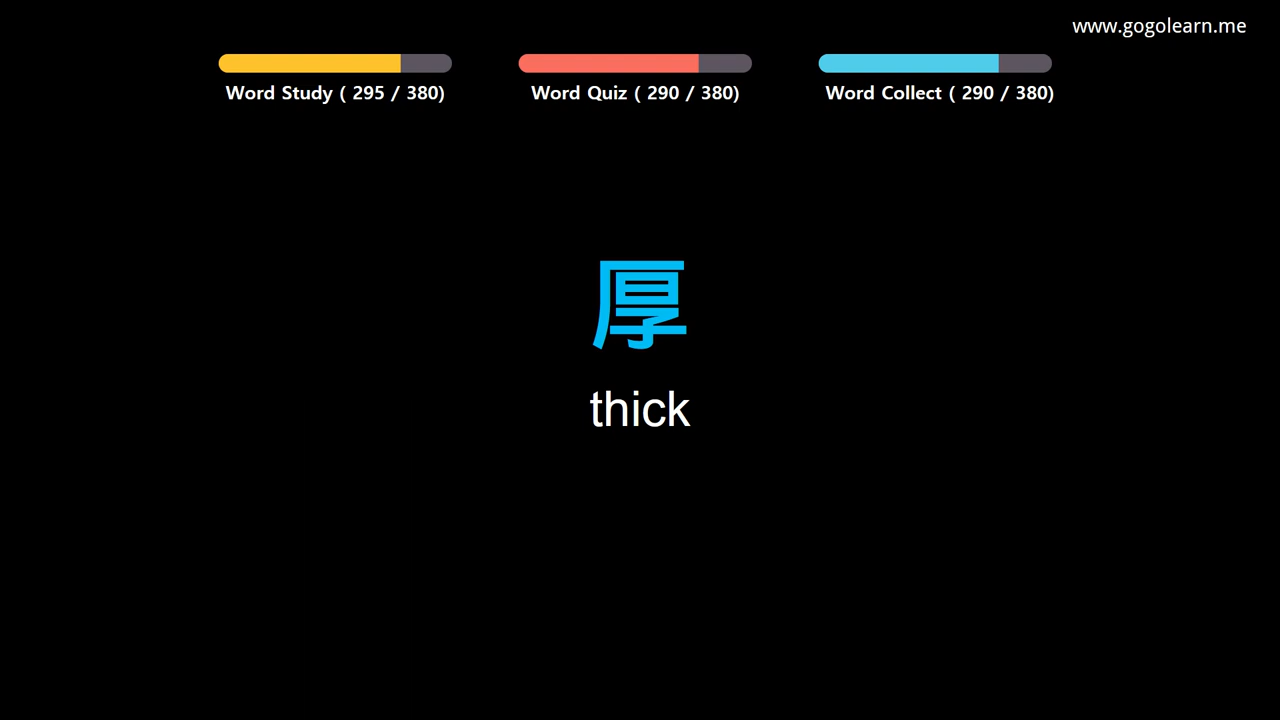 www.gogolearn.me
Word Study ( 295 / 380)
Word Quiz ( 290 / 380)
Word Collect ( 290 / 380)
厚
thick